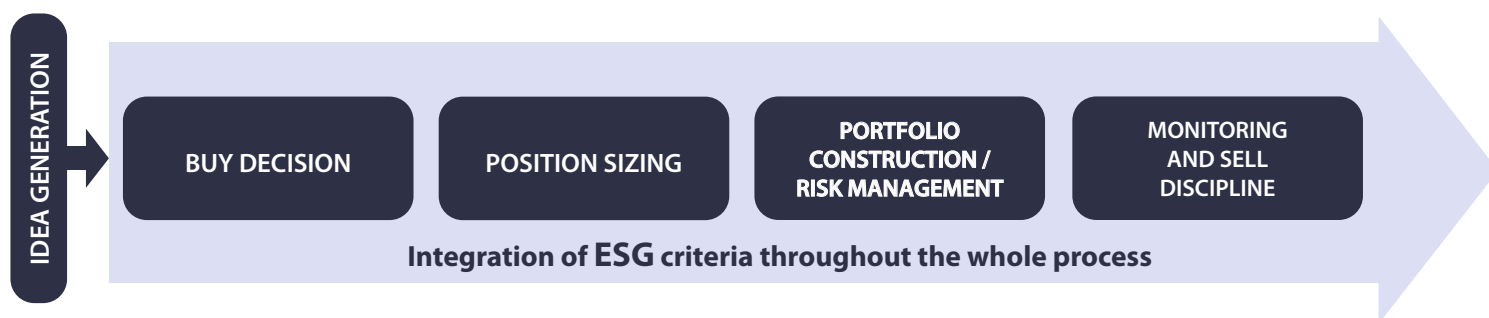 IDEA GENERATION
BUY DECISION
POSITION SIZING
PORTFOLIO
CONSTRUCTION /
RISK MANAGEMENT
MONITORING
AND SELL
DISCIPLINE
Integration of ESG criteria throughout the whole process